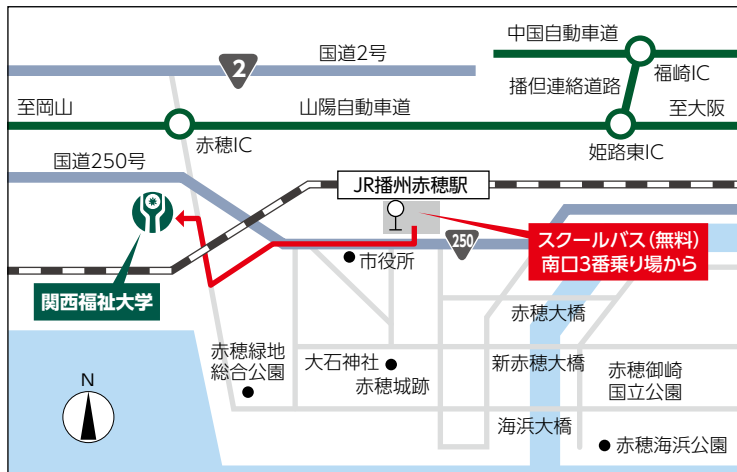 中国自動車道
国道2号
2
福崎IC
播但連絡道路
至岡山
山陽自動車道
至大阪
赤穂IC
姫路東IC
国道250号
JR播州赤穂駅
250
スクールバス(無料)
南口3番乗り場から
市役所
関西福祉大学
赤穂大橋
赤穂緑地
総合公園
大石神社
赤穂城跡
新赤穂大橋
赤穂御崎
国立公園
N
海浜大橋
赤穂海浜公園